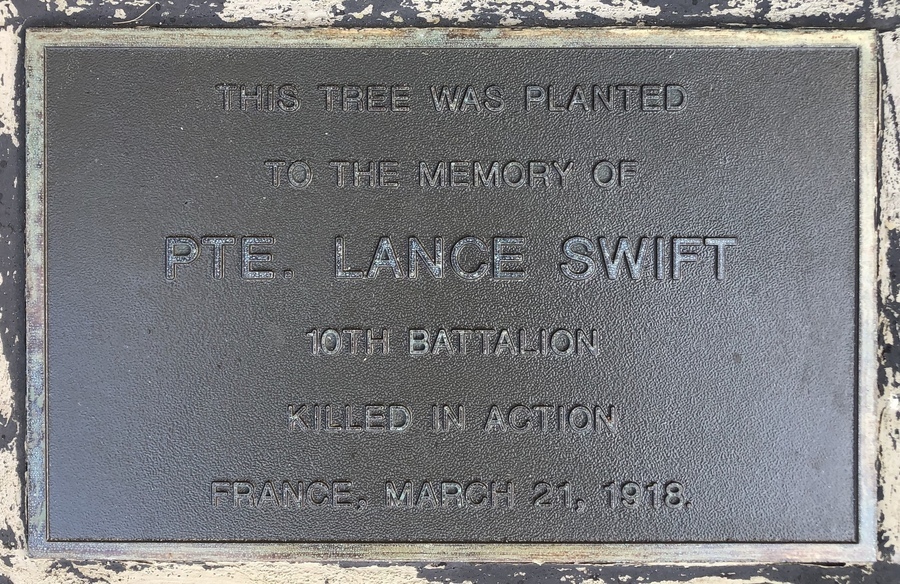 THIS TREE WAS PLANTED
TO THE MEMORY OF
PTE. LANCE SWIFT
10TH BATTALION
KILLED IN ACTION
FRANCE, MARCH 21, 1918.